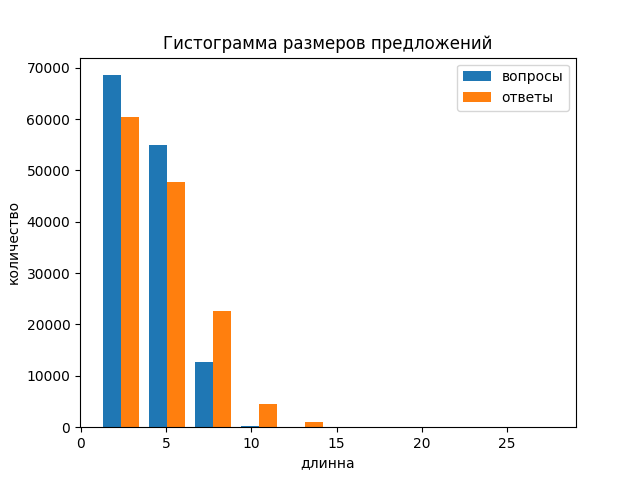 Гистограмма размеров предложений
вопросы
ответы
70000
60000
50000
40000
30000
20000
10000
0
количество
0 5 10 15 20 25
длинна